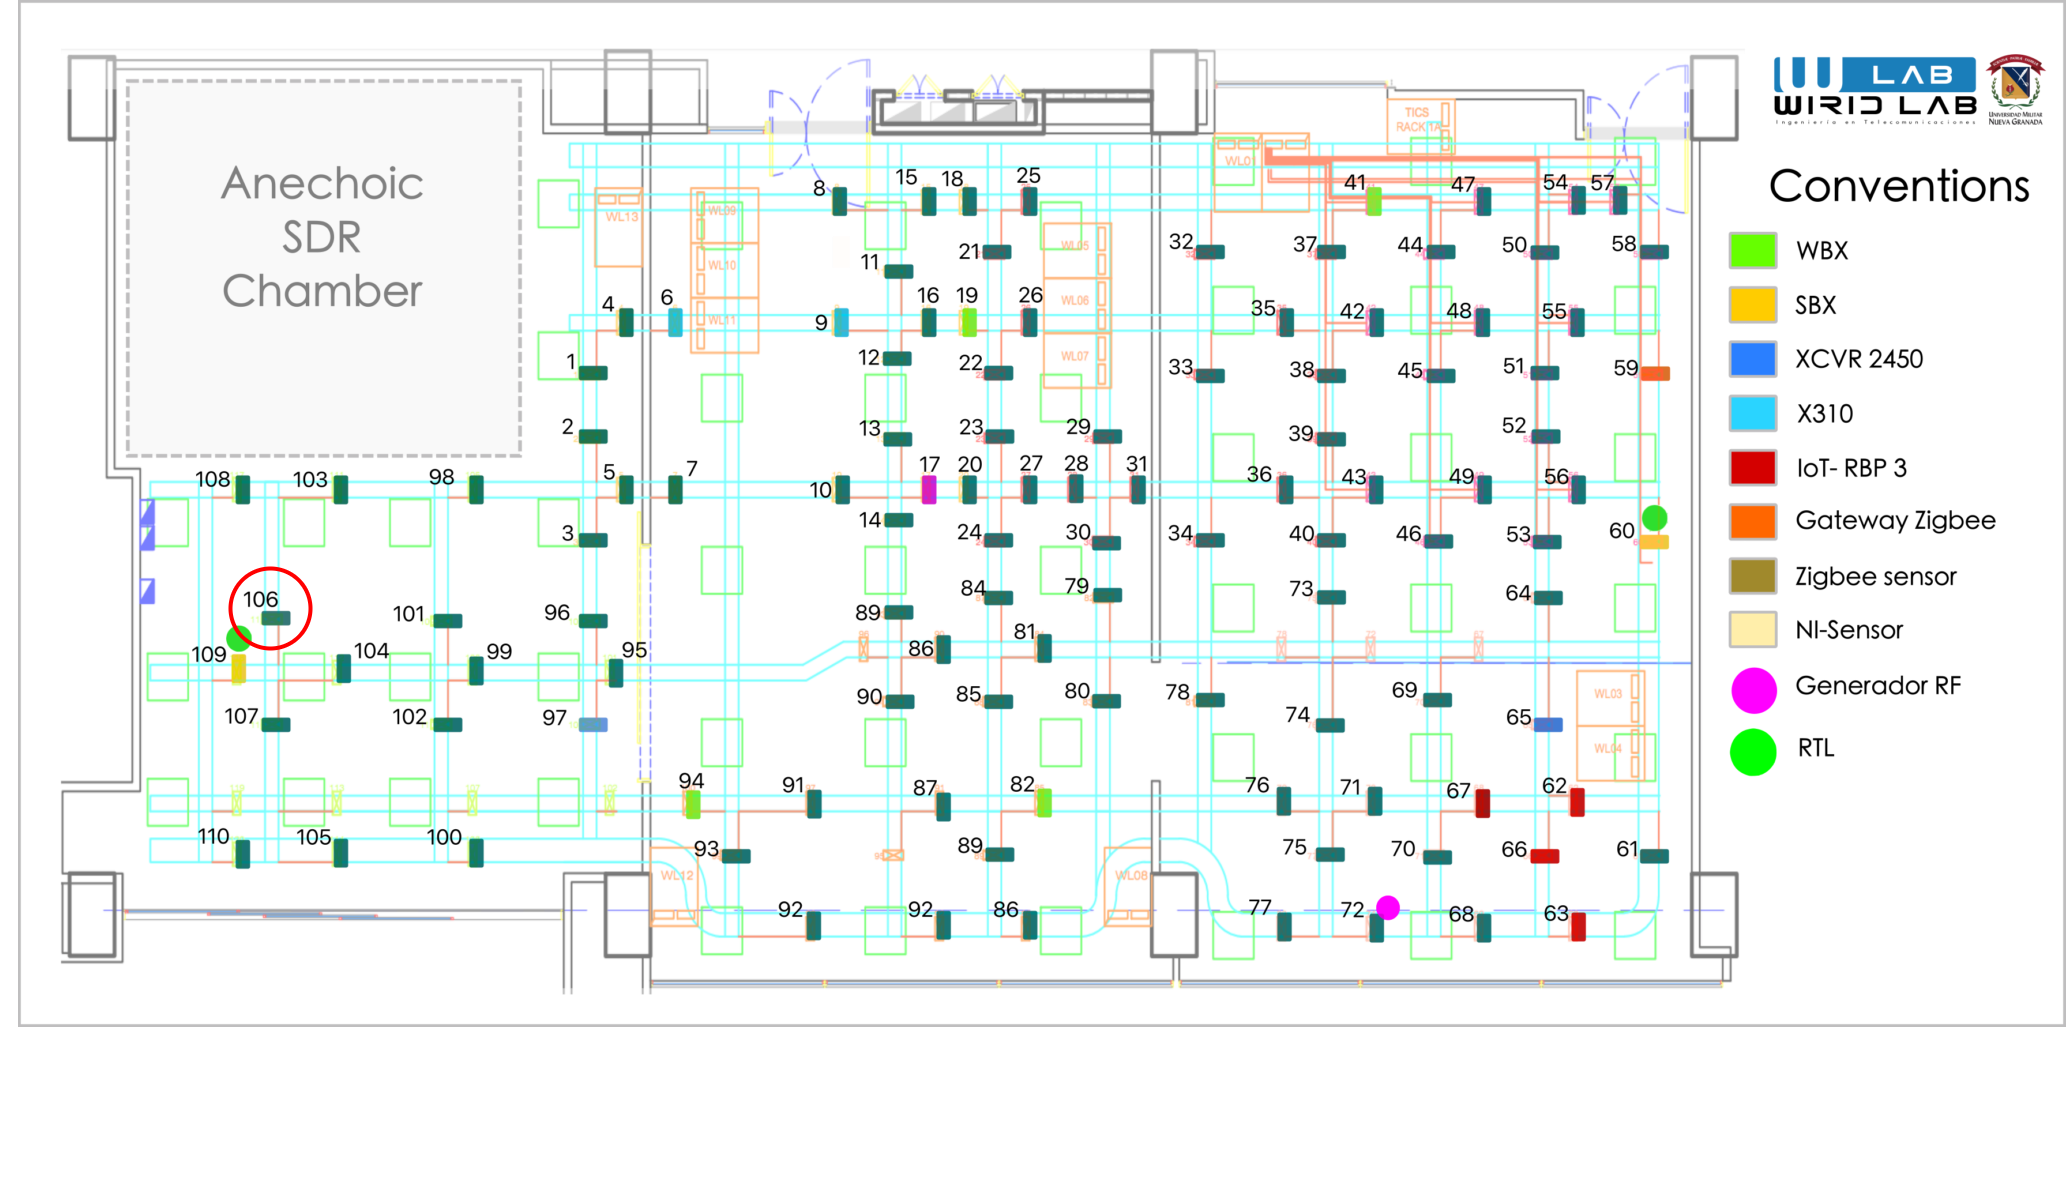 LAB
WIRID LAB
Ingeniería en Telecomunicaciones
UNIVERSIDAD MILITAR
NUEVA GRANADA
Conventions
WBX
SBX
XCVR 2450
X310
IoT- RBP 3
Gateway Zigbee
Zigbee sensor
NI-Sensor
Generador RF
RTL
Anechoic
SDR
Chamber
TICS
RACK 1A
WL01
WL13
WL09
WL10
WL11
WL05
WL06
WL07
WL03
WL04
WL12
WL08
8 15 18 25 41 47 54 57
11 21 32 37 44 50 58
4 6 9 16 19 26 35 42 48 55
1 12 22 33 38 45 51 59
2 13 23 29 39 52
108 103 98 5 7 10 17 20 27 28 31 36 43 49 56
3 14 24 30 34 40 46 53 60
106 101 96 89 84 79 73 64
109 104 99 95 86 81
107 102 97 90 85 80 78 74 69 65
94 91 87 82 76 71 67 62
110 105 100 93 89 75 70 66 61
92 92 86 77 72 68 63